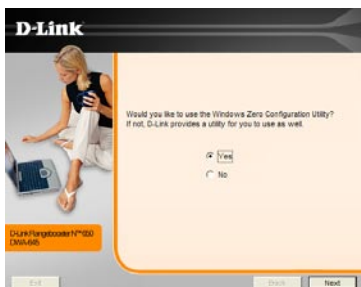 D-Link
Would you like to use the Windows Zero Configuration Utility?
If not, D-Link provides a utility for you to use as well.
Yes
No
D-Link Rangebooster N™ 650
DWA-645
Exit
Back
Next